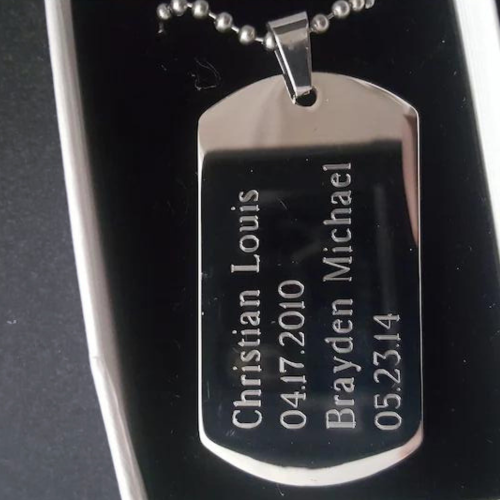 Christian Louis
04.17.2010
Brayden Michael
05.23.14